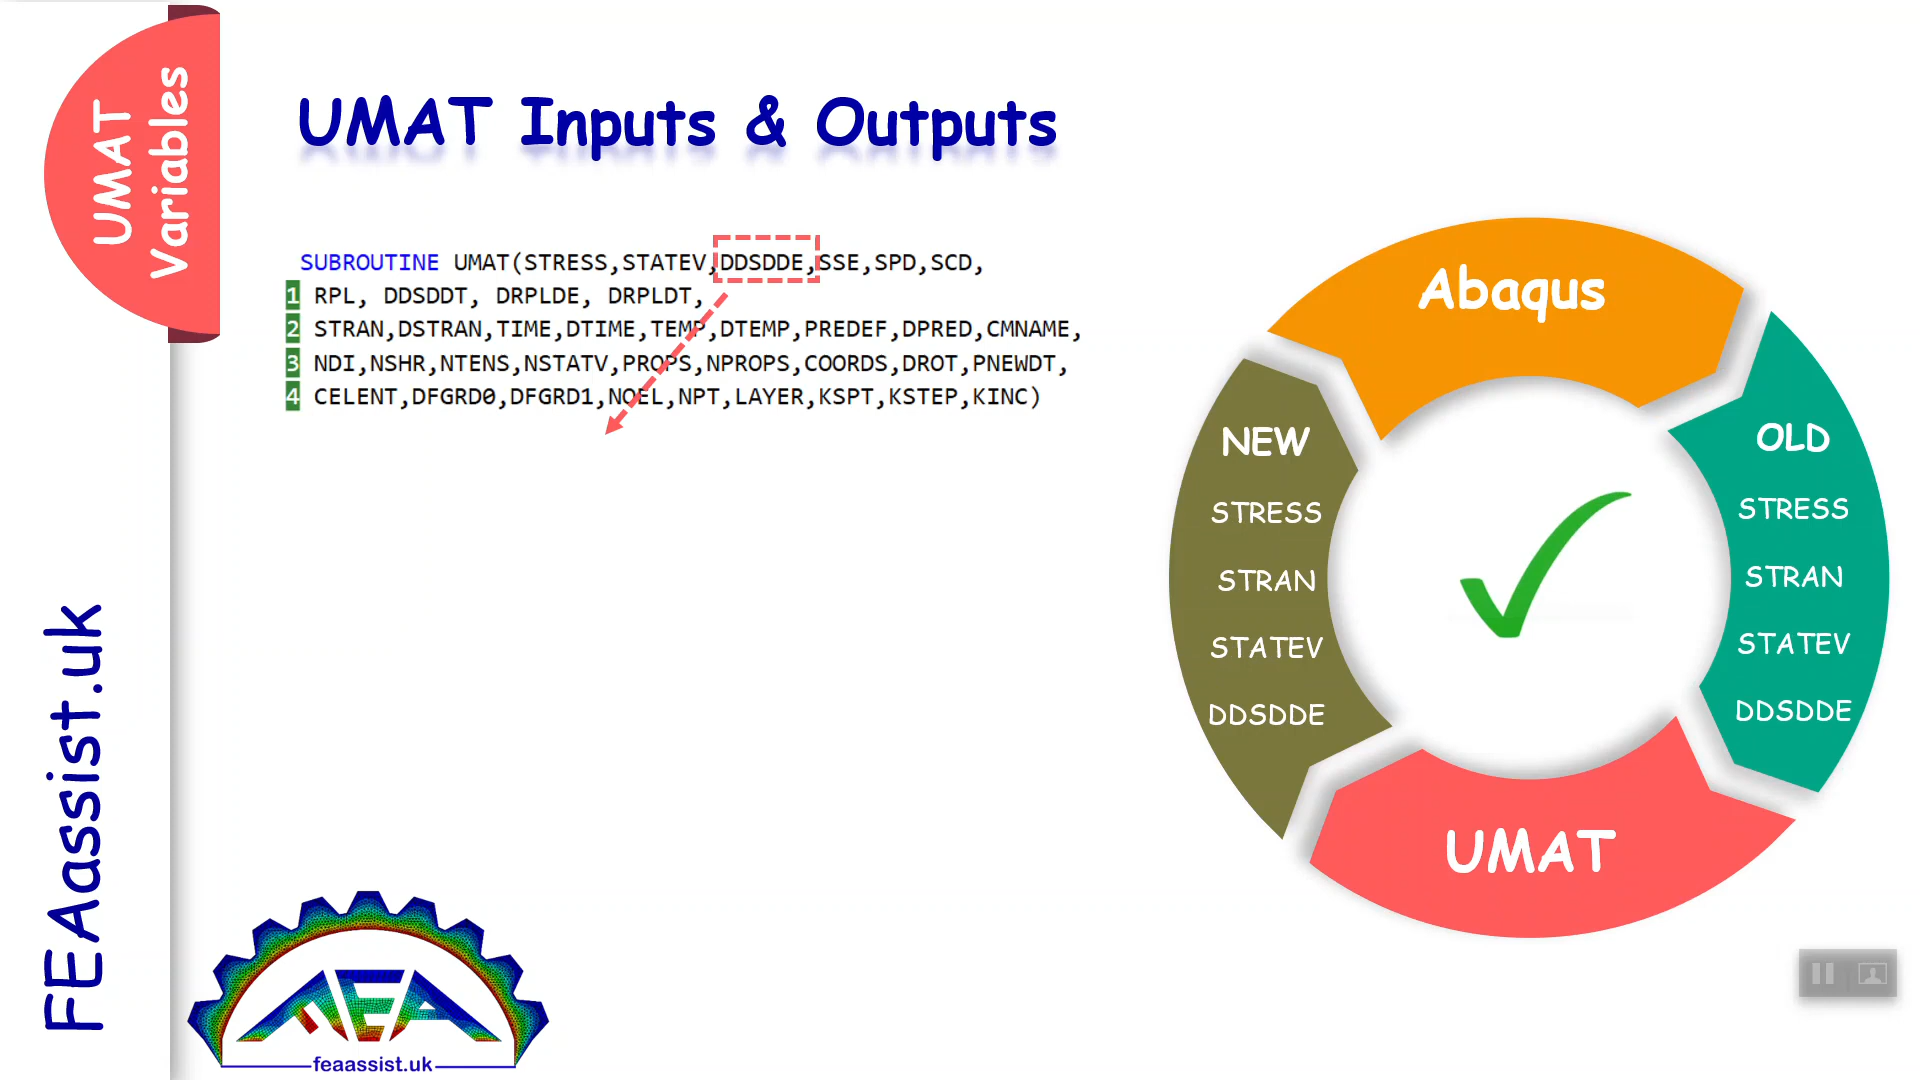 UMAT
Variables
UMAT Inputs & Outputs
SUBROUTINE UMAT(STRESS,STATEV,DDSDDE,SSE,SPD,SCD,
1 RPL, DDSDDT, DRPLDE, DRPLDT,
2 STRAN,DSTRAN,TIME,DTIME,TEMP,DTEMP,PREDEF,DPRED,CMNAME,
3 NDI,NSHR,NTENS,NSTATV,PROPS,NPROPS,COORDS,DROT,PNEWDT,
4 CELENT,DFGRD0,DFGRD1,NOEL,NPT,LAYER,KSPT,KSTEP,KINC)
Abaqus
OLD
STRESS
STRAN
STATEV
DDSDDE
UMAT
NEW
STRESS
STRAN
STATEV
DDSDDE
FEAassist.uk
FEA
feaassist.uk